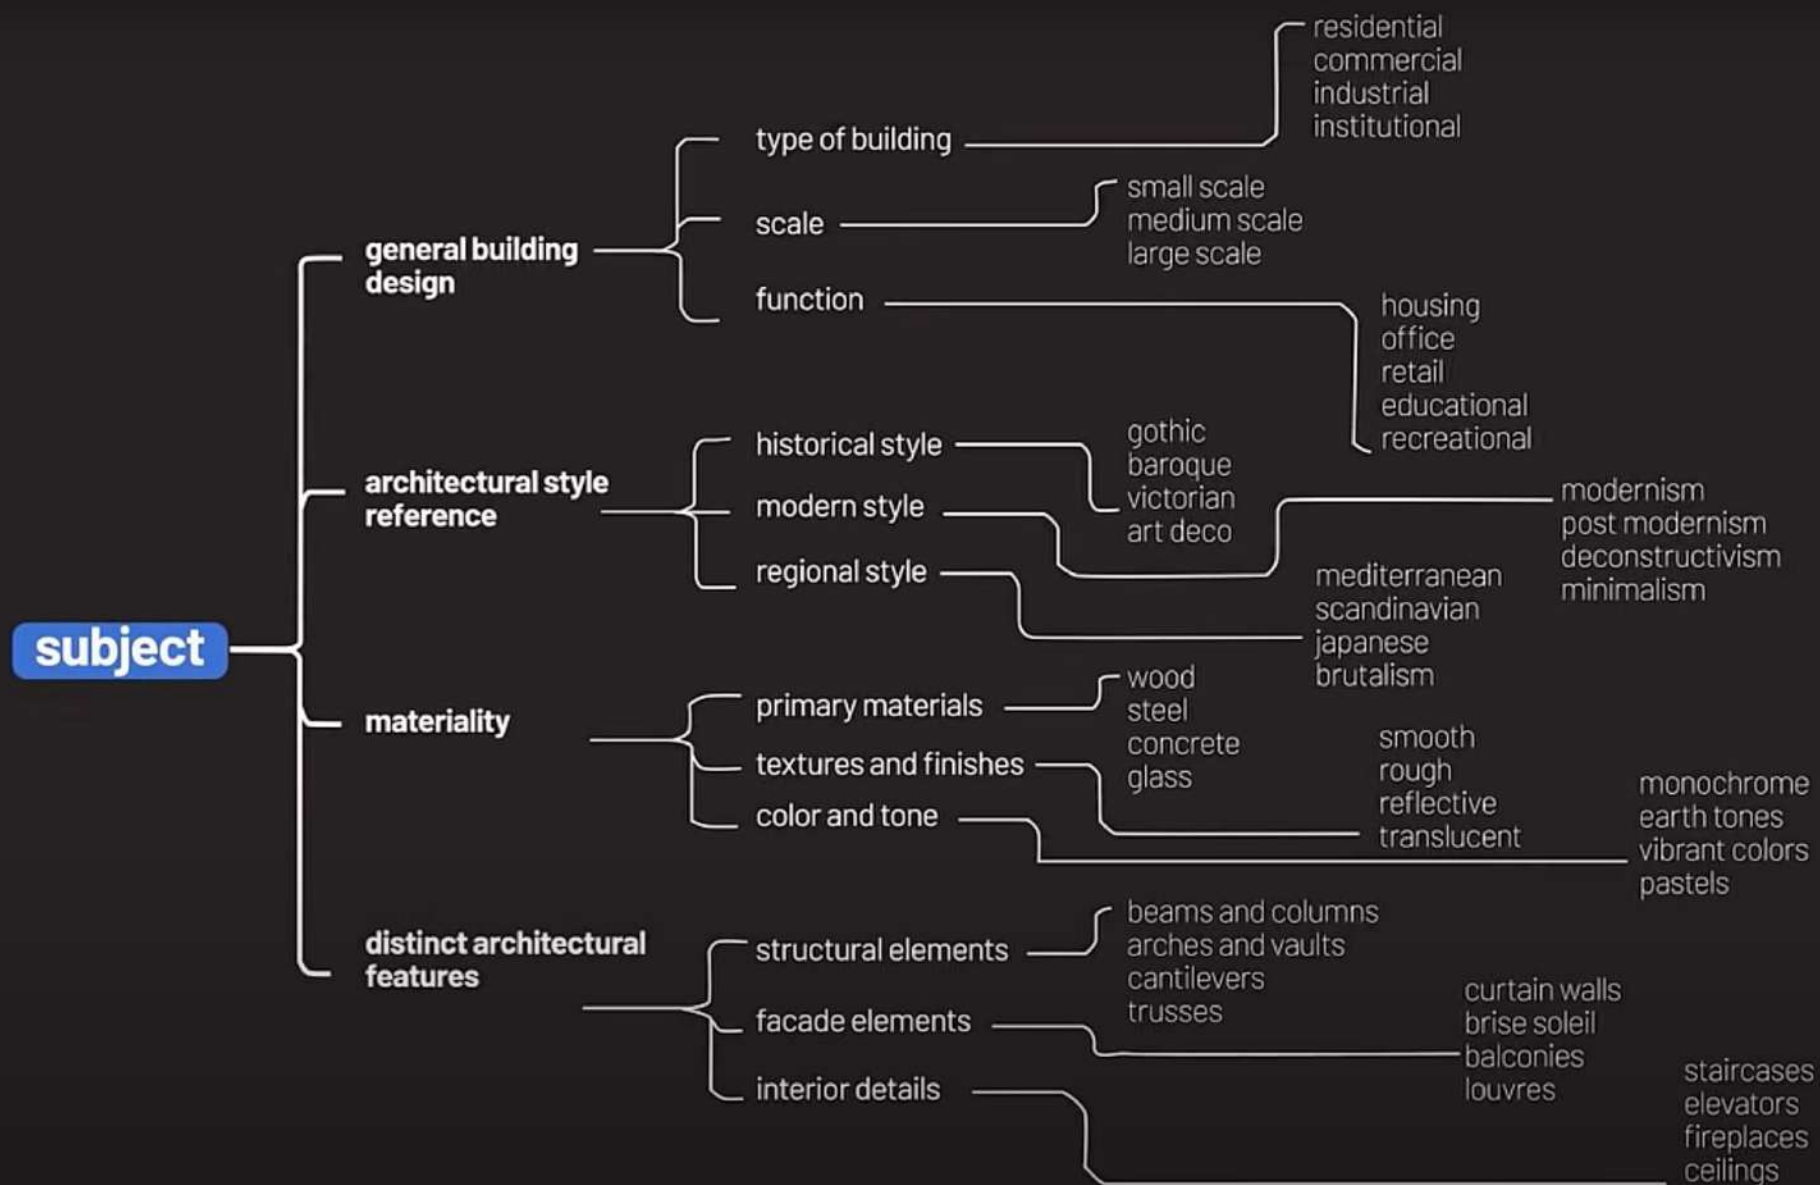 subject
general building
design
type of building
residential
commercial
industrial
institutional
scale
small scale
medium scale
large scale
function
housing
office
retail
educational
recreational
architectural style
reference
historical style
gothic
baroque
victorian
art deco
modern style
modernism
post modernism
deconstructivism
minimalism
regional style
mediterranean
scandinavian
japanese
brutalism
materiality
primary materials
wood
steel
concrete
glass
textures and finishes
smooth
rough
reflective
translucent
color and tone
monochrome
earth tones
vibrant colors
pastels
distinct architectural
features
structural elements
beams and columns
arches and vaults
cantilevers
trusses
facade elements
curtain walls
brise soleil
balconies
louvres
interior details
staircases
elevators
fireplaces
ceilings